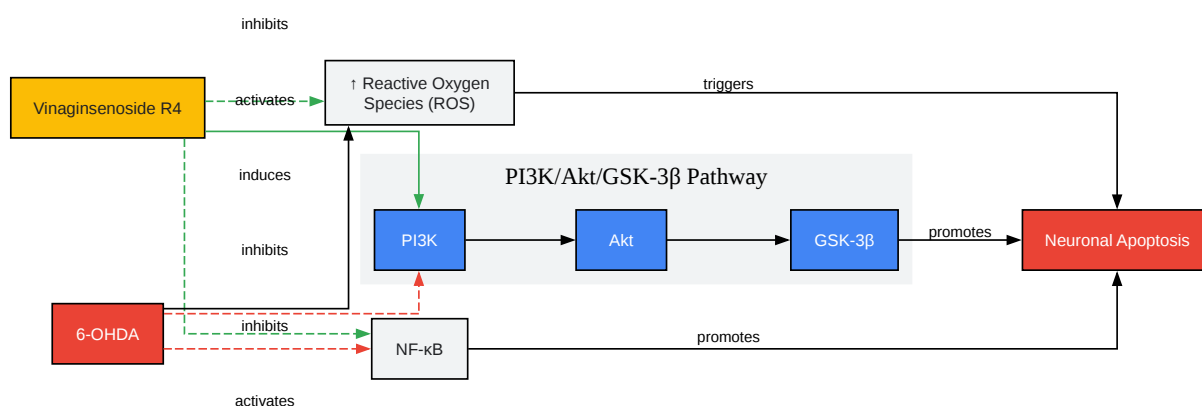 inhibits
Vinaginsenoside R4
activates
↑ Reactive Oxygen
Species (ROS)
triggers
induces
PI3K/Akt/GSK-3β Pathway
inhibits
PI3K
Akt
GSK-3β
promotes
Neuronal Apoptosis
6-OHDA
inhibits
NF-κB
promotes
activates